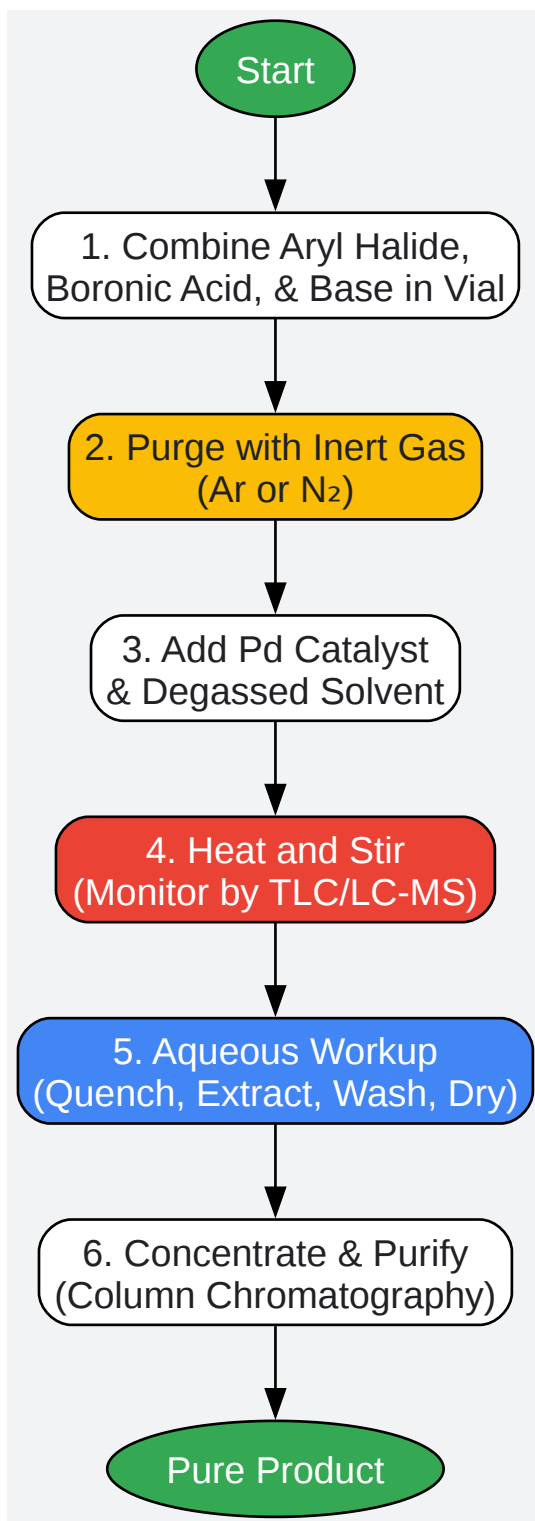 Start
1. Combine Aryl Halide,
Boronic Acid, & Base in Vial
2. Purge with Inert Gas
(Ar or N₂)
3. Add Pd Catalyst
& Degassed Solvent
4. Heat and Stir
(Monitor by TLC/LC-MS)
5. Aqueous Workup
(Quench, Extract, Wash, Dry)
6. Concentrate & Purify
(Column Chromatography)
Pure Product